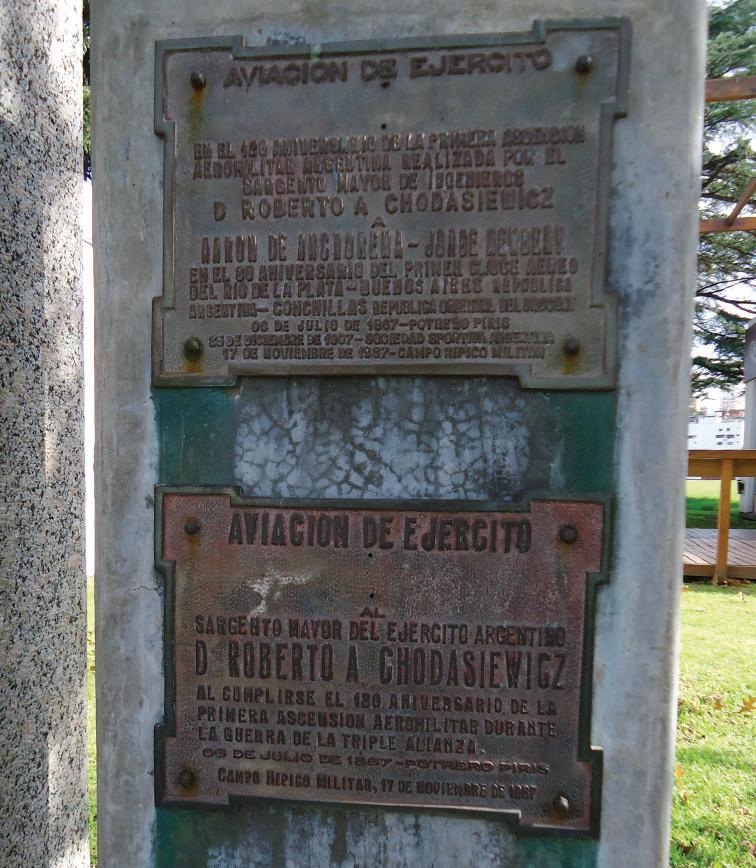 AVIACION DE EJERCITO
EN EL 120 ANIVERSARIO DE LA PRIMERA ASCENSION
AEROMILITAR ARGENTINA REALIZADA POR EL
SARGENTO MAYOR DE INGENIEROS
D ROBERTO A CHODASIEWICZ
A
AARON DE ANCHORENA - JORGE NEWBERY
EN EL 80 ANIVERSARIO DEL PRIMER CRUCE AEREO
DEL RIO DE LA PLATA - BUENOS AIRES REPUBLICA
ARGENTINA - CONCHILLAS REPUBLICA ORIENTAL DEL URUGUAY
06 DE JULIO DE 1867 - POTRERO PIRIS
25 DE DICIEMBRE DE 1907 - SOCIEDAD SPORTIVA ARGENTINA
17 DE NOVIEMBRE DE 1987 - CAMPO HIPICO MILITAR
AVIACION DE EJERCITO
AL
SARGENTO MAYOR DEL EJERCITO ARGENTINO
D ROBERTO A. CHODASIEWICZ
AL CUMPLIRSE EL 120 ANIVERSARIO DE LA
PRIMERA ASCENSION AEROMILITAR DURANTE
LA GUERRA DE LA TRIPLE ALIANZA.
06 DE JULIO DE 1867 - POTRERO PIRIS
CAMPO HIPICO MILITAR, 17 DE NOVIEMBRE DE 1987